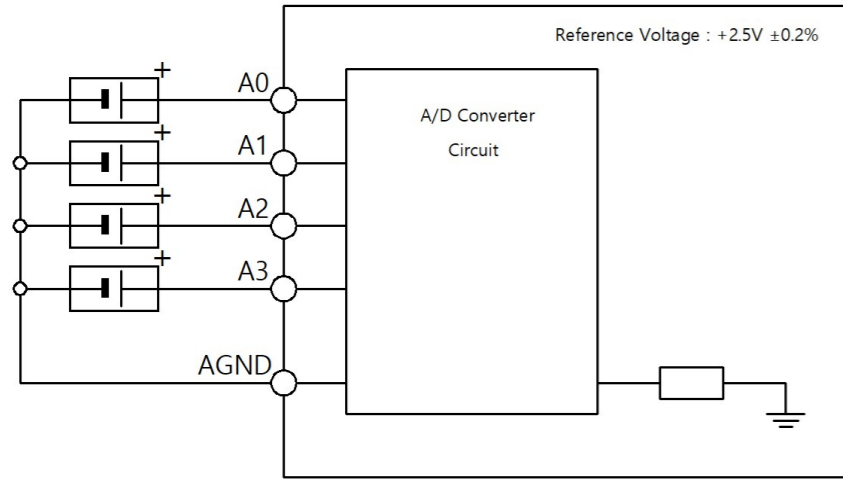 Reference Voltage : +2.5V ±0.2%
+
A0
A/D Converter
Circuit
+
A1
+
A2
+
A3
AGND